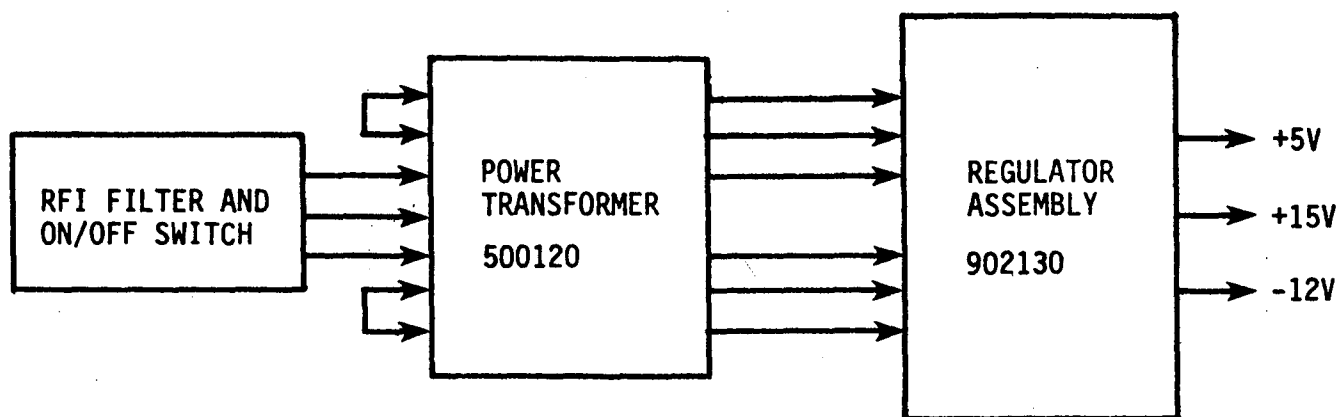 RFI FILTER AND
ON/OFF SWITCH
POWER
TRANSFORMER
500120
REGULATOR
ASSEMBLY
902130
+5V
+15V
-12V